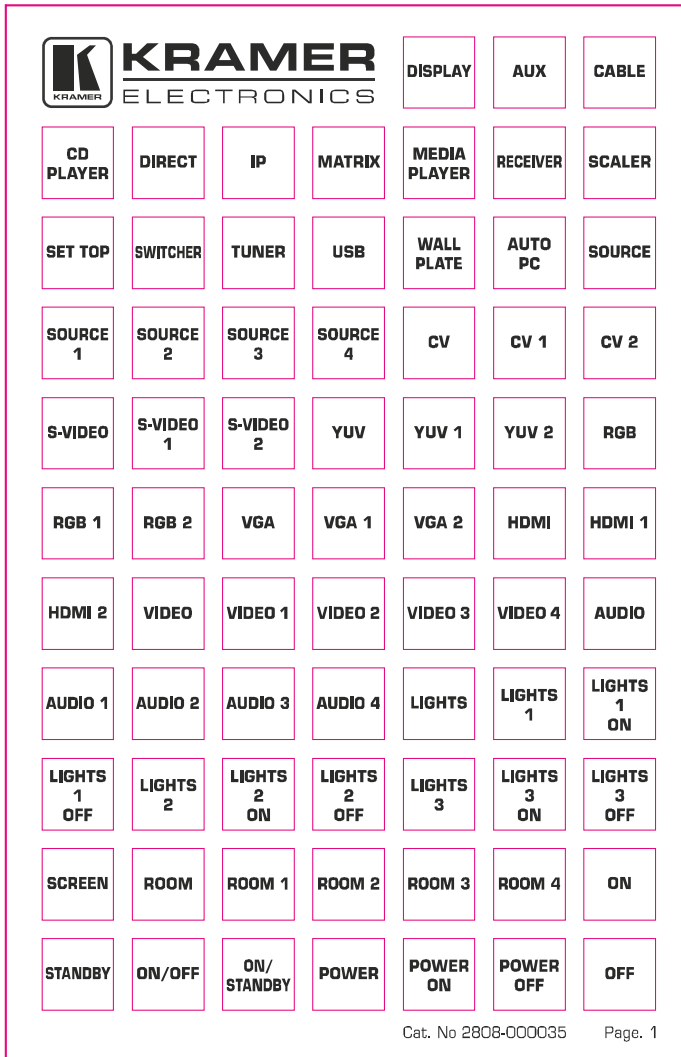 KRAMER
KRAMER
ELECTRONICS
DISPLAY AUX CABLE
CD PLAYER DIRECT IP MATRIX MEDIA PLAYER RECEIVER SCALER
SET TOP SWITCHER TUNER USB WALL PLATE AUTO PC SOURCE
SOURCE 1 SOURCE 2 SOURCE 3 SOURCE 4 CV CV 1 CV 2
S-VIDEO S-VIDEO 1 S-VIDEO 2 YUV YUV 1 YUV 2 RGB
RGB 1 RGB 2 VGA VGA 1 VGA 2 HDMI HDMI 1
HDMI 2 VIDEO VIDEO 1 VIDEO 2 VIDEO 3 VIDEO 4 AUDIO
AUDIO 1 AUDIO 2 AUDIO 3 AUDIO 4 LIGHTS LIGHTS 1 LIGHTS 1 ON
LIGHTS 1 OFF LIGHTS 2 LIGHTS 2 ON LIGHTS 2 OFF LIGHTS 3 LIGHTS 3 ON LIGHTS 3 OFF
SCREEN ROOM ROOM 1 ROOM 2 ROOM 3 ROOM 4 ON
STANDBY ON/OFF ON/ STANDBY POWER POWER ON POWER OFF OFF
Cat. No 2808-000035 Page. 1